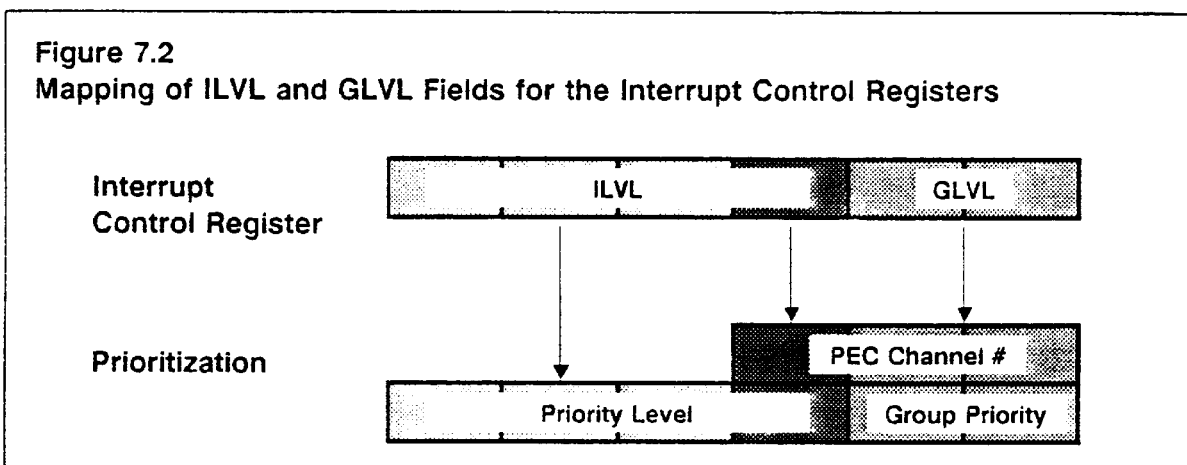 Figure 7.2
Mapping of ILVL and GLVL Fields for the Interrupt Control Registers
Interrupt
Control Register
ILVL
GLVL
Prioritization
PEC Channel #
Priority Level
Group Priority